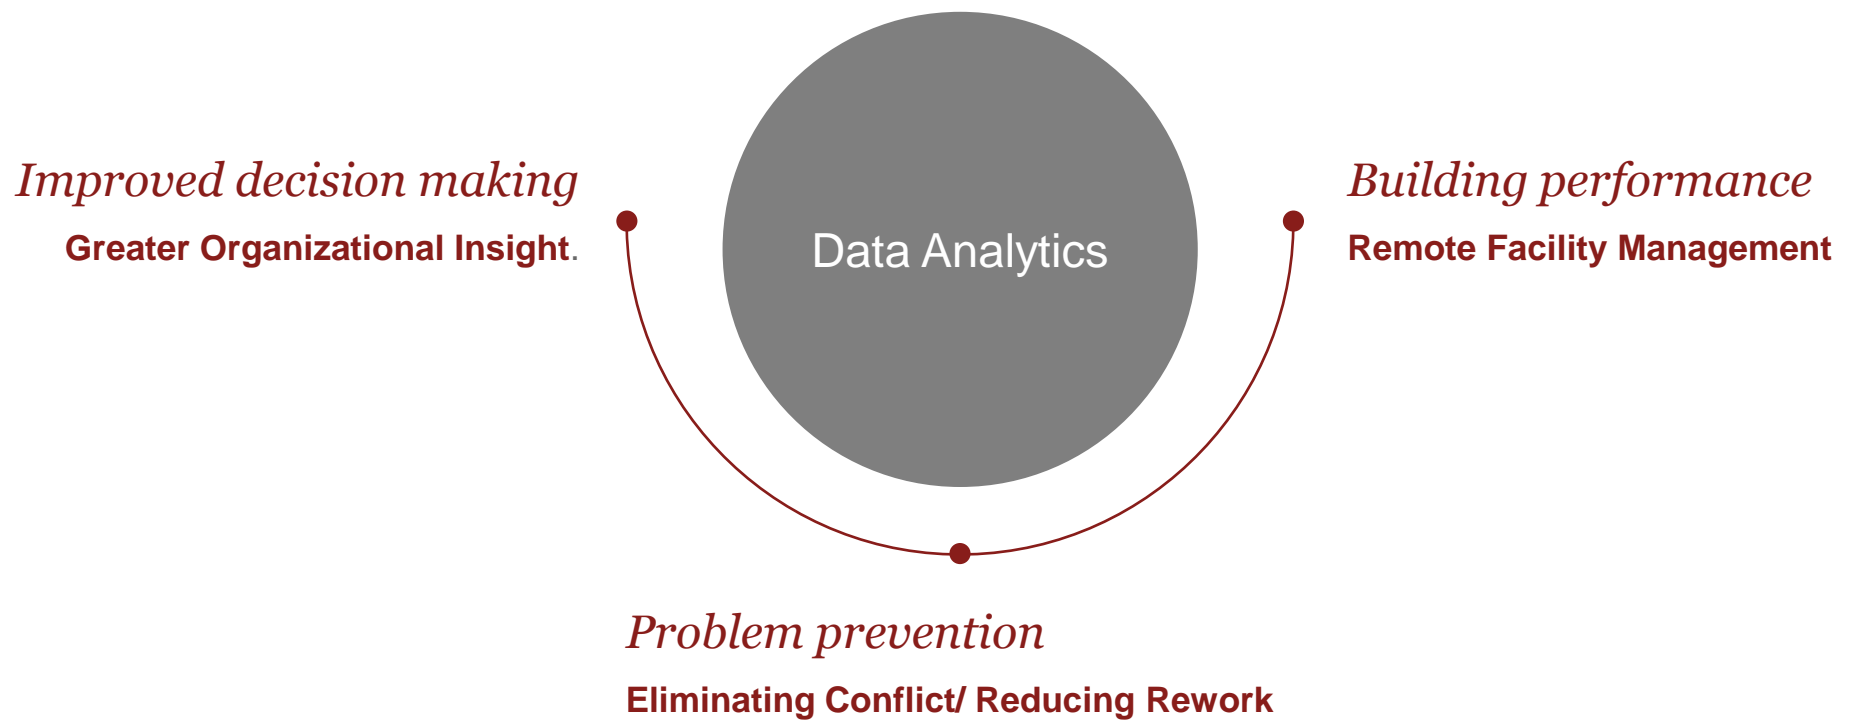 Improved decision making
Greater Organizational Insight.
Data Analytics
Building performance
Remote Facility Management
Problem prevention
Eliminating Conflict/ Reducing Rework